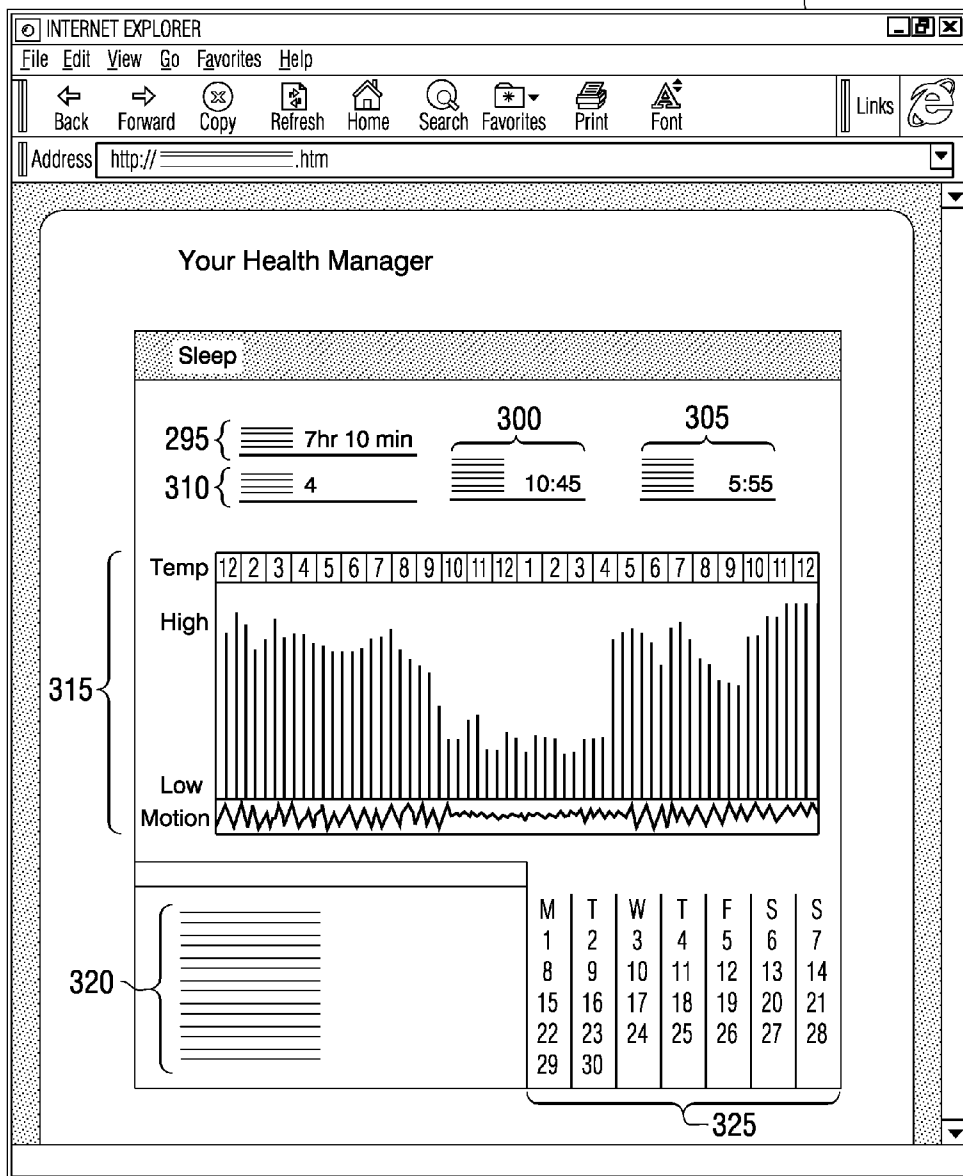 INTERNET EXPLORER
File Edit View Go Favorites Help
Back Forward Copy Refresh Home Search Favorites Print Font Links
Address http:// .htm
Your Health Manager
Sleep
300 305
295 7hr 10 min
310 4 10:45 5:55
Temp 12 2 3 4 5 6 7 8 9 10 11 12 1 2 3 4 5 6 7 8 9 10 11 12
High
315
Low
Motion
M T W T F S S
1 2 3 4 5 6 7
8 9 10 11 12 13 14
320
15 16 17 18 19 20 21
22 23 24 25 26 27 28
29 30
325